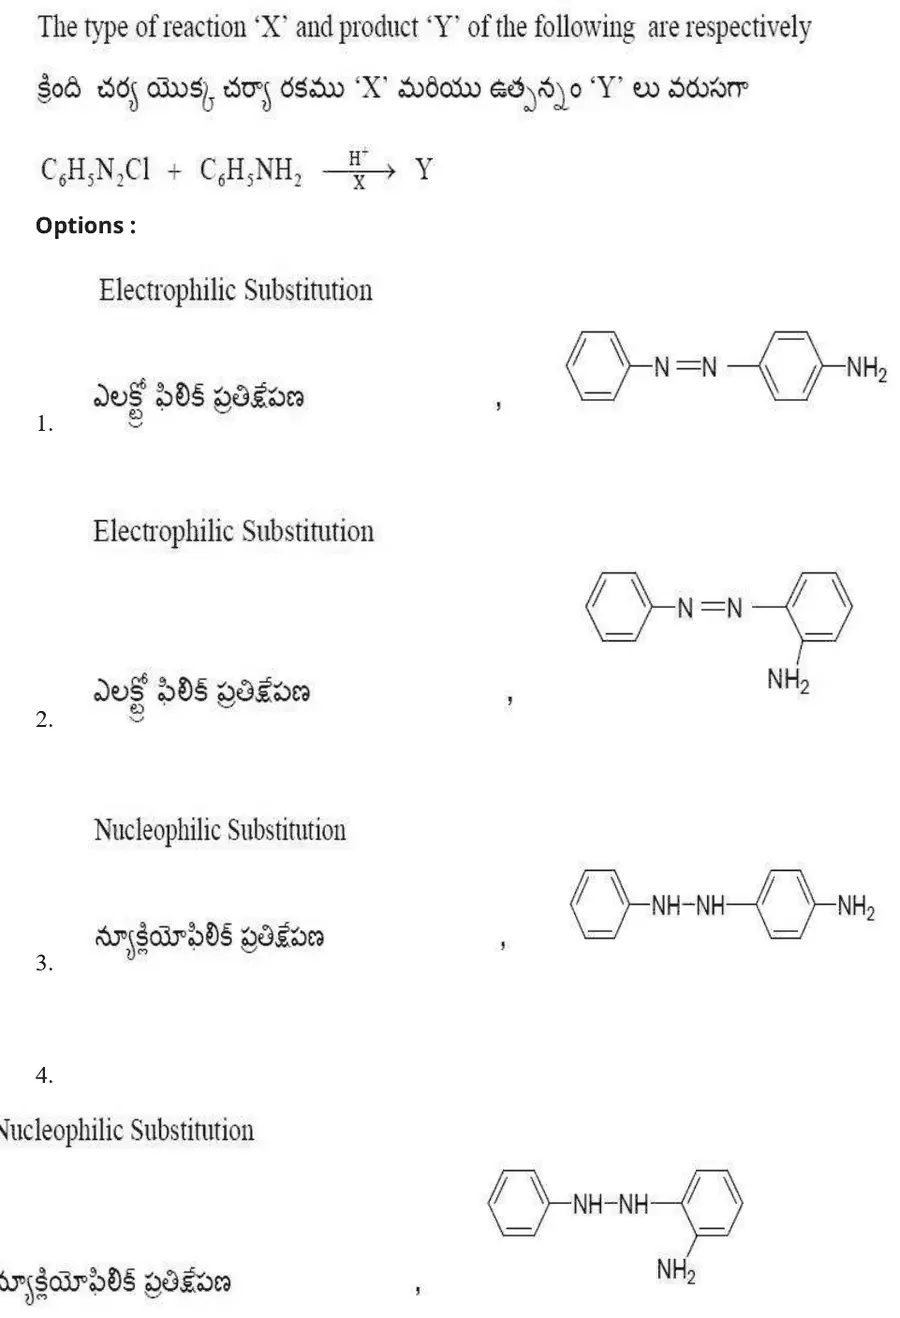 The type of reaction ‘X’ and product ‘Y’ of the following are respectively
క్రింది చర్య యొక్క చర్యా రకము ‘X’ మరియు ఉత్పన్నం ‘Y’ లు వరుసగా
C₆H₅N₂Cl + C₆H₅NH₂ —H⁺/X→ Y
Options :
Electrophilic Substitution
N=N NH₂
ఎలక్ట్రోఫిలిక్ ప్రతిక్షేపణ ,
1.
Electrophilic Substitution
N=N
NH₂
ఎలక్ట్రోఫిలిక్ ప్రతిక్షేపణ ,
2.
Nucleophilic Substitution
NH-NH NH₂
న్యూక్లియోఫిలిక్ ప్రతిక్షేపణ ,
3.
4.
Nucleophilic Substitution
NH-NH
NH₂
న్యూక్లియోఫిలిక్ ప్రతిక్షేపణ ,